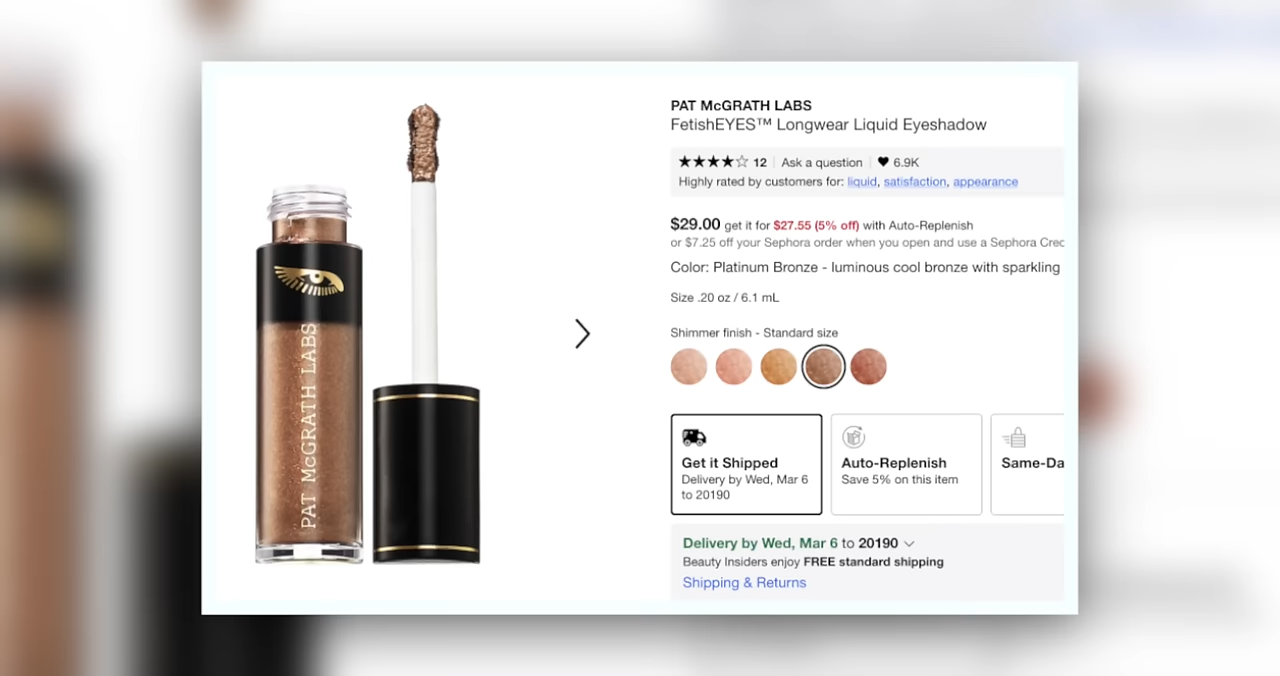 PAT McGRATH LABS
PAT McGRATH LABS
FetishEYES™ Longwear Liquid Eyeshadow
★★★★☆ 12 | Ask a question | ♥ 6.9K
Highly rated by customers for: liquid, satisfaction, appearance
$29.00 get it for $27.55 (5% off) with Auto-Replenish
or $7.25 off your Sephora order when you open and use a Sephora
Color: Platinum Bronze - luminous cool bronze with sparkling
Size .20 oz / 6.1 mL
Shimmer finish - Standard size
Get it Shipped
Delivery by Wed, Mar 6
to 20190
Auto-Replenish
Save 5% on this item
Same-Da
Delivery by Wed, Mar 6 to 20190
Beauty Insiders enjoy FREE standard shipping
Shipping & Returns